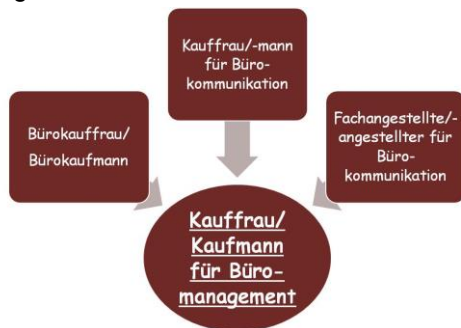 Kauffrau/-mann
für Büro-
kommunikation
Bürokauffrau/
Bürokaufmann
Fachangestellte/-
angestellter für
Büro-
kommunikation
Kauffrau/
Kaufmann
für Büro-
management